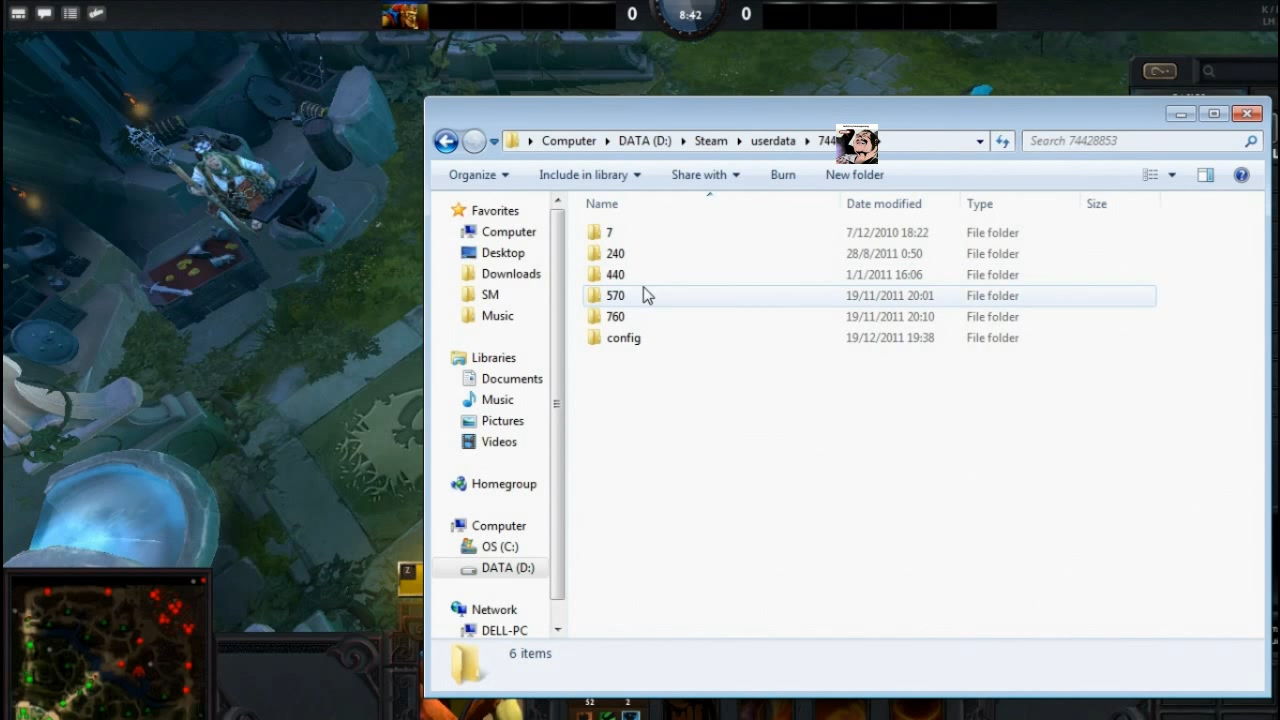 0 8:42 0
K /
LH
Computer DATA (D:) Steam userdata 744
Search 74428853
Organize Include in library Share with Burn New folder
Name Date modified Type Size
Favorites
Computer
Desktop
Downloads
SM
Music
Libraries
Documents
Music
Pictures
Videos
Homegroup
Computer
OS (C:)
DATA (D:)
Network
DELL-PC
7 7/12/2010 18:22 File folder
240 28/8/2011 0:50 File folder
440 1/1/2011 16:06 File folder
570 19/11/2011 20:01 File folder
760 19/11/2011 20:10 File folder
config 19/12/2011 19:38 File folder
6 items
Z
52 2